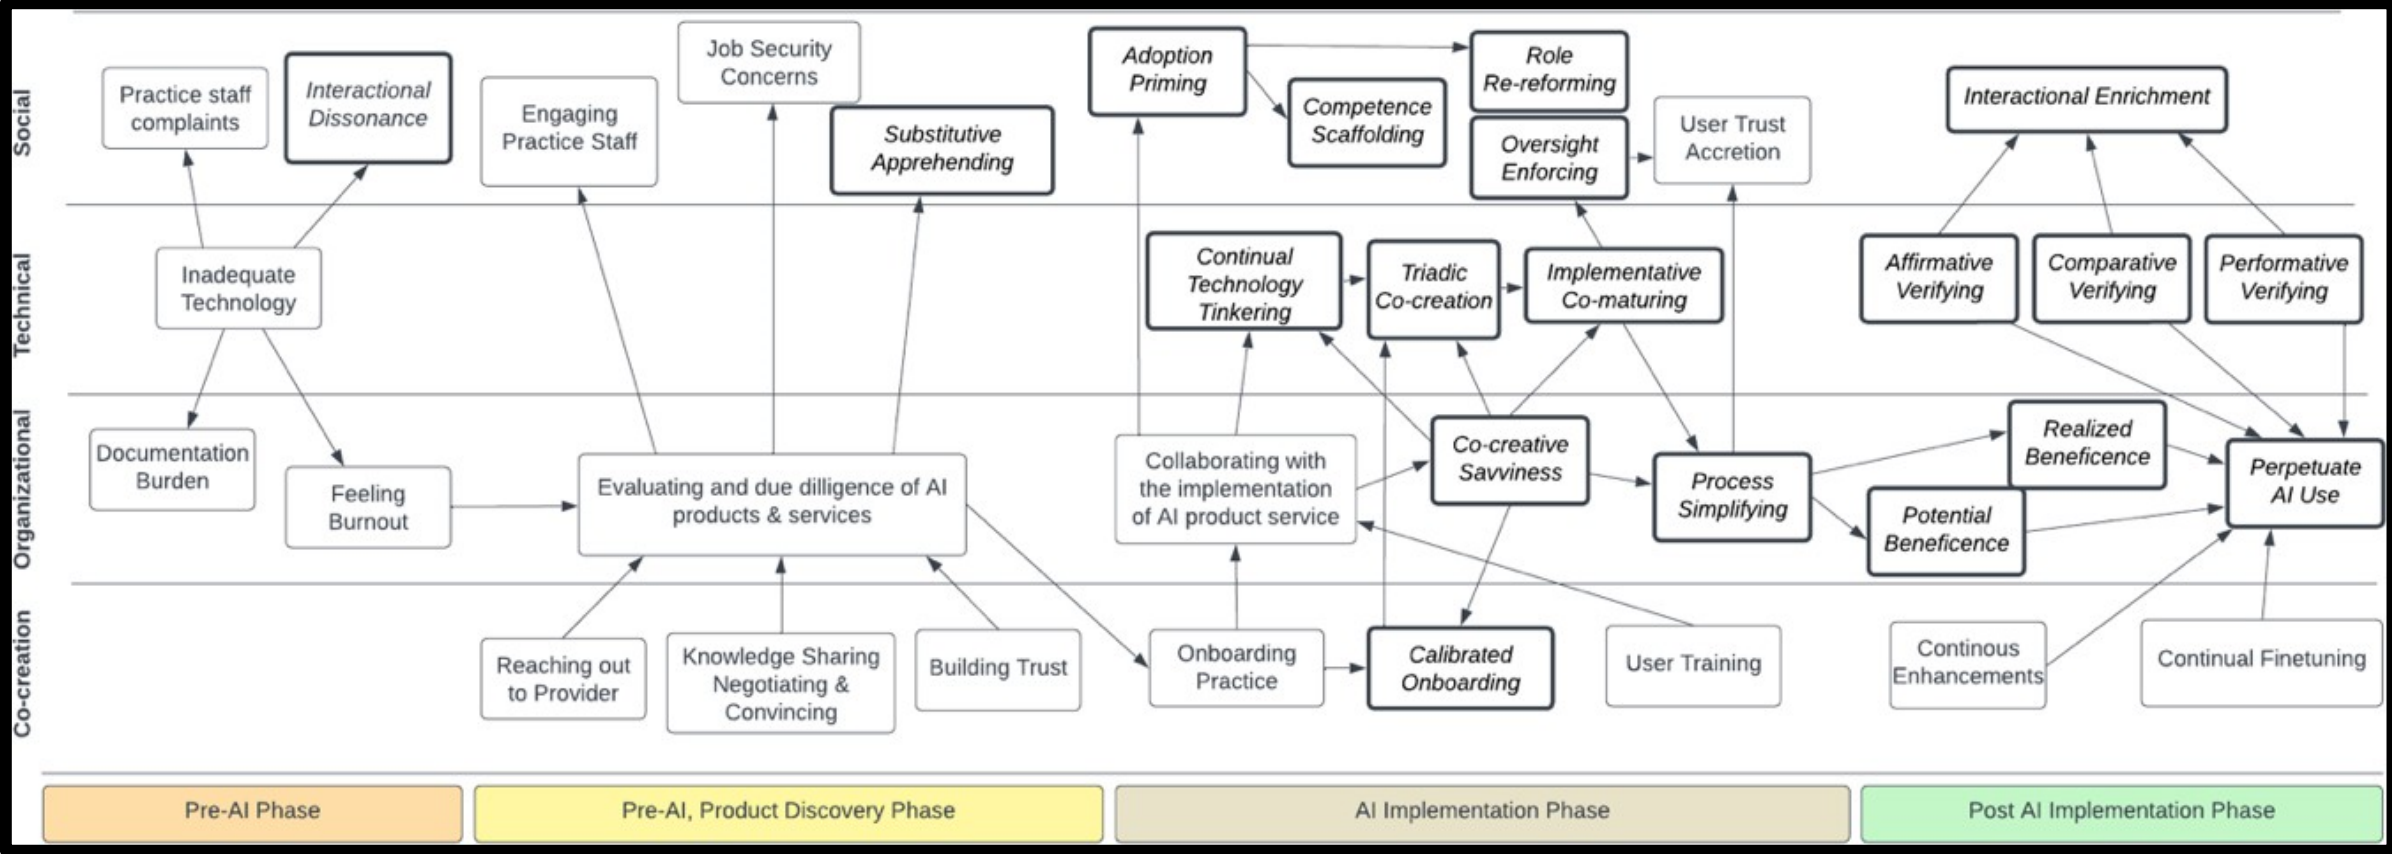 Social
Practice staff
complaints
Interactional
Dissonance
Engaging
Practice Staff
Job Security
Concerns
Substitutive
Apprehending
Adoption
Priming
Competence
Scaffolding
Role
Re-reforming
Oversight
Enforcing
User Trust
Accretion
Interactional Enrichment
Technical
Inadequate
Technology
Continual
Technology
Tinkering
Triadic
Co-creation
Implementative
Co-maturing
Affirmative
Verifying
Comparative
Verifying
Performative
Verifying
Organizational
Documentation
Burden
Feeling
Burnout
Evaluating and due dilligence of AI
products & services
Collaborating with
the implementation
of AI product service
Co-creative
Savviness
Process
Simplifying
Realized
Beneficence
Potential
Beneficence
Perpetuate
AI Use
Co-creation
Reaching out
to Provider
Knowledge Sharing
Negotiating &
Convincing
Building Trust
Onboarding
Practice
Calibrated
Onboarding
User Training
Continous
Enhancements
Continual Finetuning
Pre-AI Phase
Pre-AI, Product Discovery Phase
AI Implementation Phase
Post AI Implementation Phase